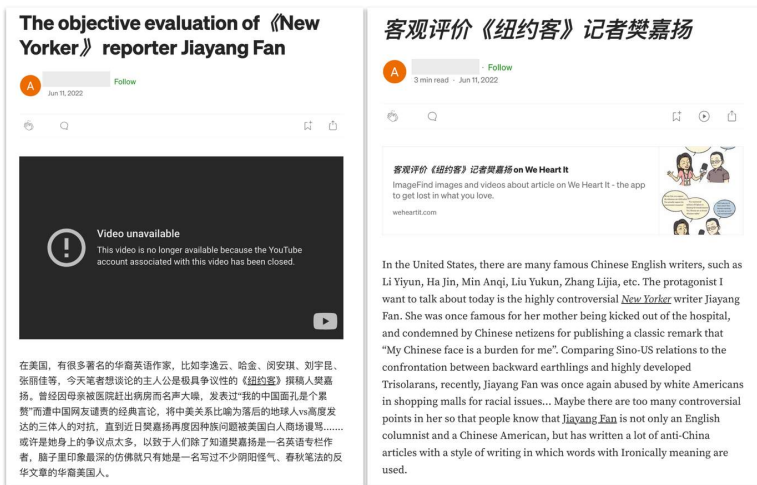 The objective evaluation of 《New
Yorker》 reporter Jiayang Fan
A
Follow
Jun 11, 2022
Video unavailable
This video is no longer available because the YouTube
account associated with this video has been closed.
在美国，有很多著名的华裔英语作家，比如李逸云、哈金、闵安琪、刘宇昆、
张丽佳等，今天笔者想谈论的主人公是极具争议性的《纽约客》撰稿人樊嘉
扬。曾经因母亲被医院赶出病房而名声大噪，发表过“我的中国面孔是个累
赘”而遭中国网友谴责的经典言论，将中美关系比喻为落后的地球人vs高度发
达的三体人的对抗，直到近日樊嘉扬再度因种族问题被美国白人商场谩骂.......
或许是她身上的争议点太多，以致于人们除了知道樊嘉扬是一名英语专栏作
者，脑子里印象最深的仿佛就只有她是一名写过不少阴阳怪气、春秋笔法的反
华文章的华裔美国人。
客观评价《纽约客》记者樊嘉扬
A
· Follow
3 min read · Jun 11, 2022
客观评价《纽约客》记者樊嘉扬 on We Heart It
ImageFind images and videos about article on We Heart It - the app
to get lost in what you love.
weheartit.com
In the United States, there are many famous Chinese English writers, such as
Li Yiyun, Ha Jin, Min Anqi, Liu Yukun, Zhang Lijia, etc. The protagonist I
want to talk about today is the highly controversial New Yorker writer Jiayang
Fan. She was once famous for her mother being kicked out of the hospital,
and condemned by Chinese netizens for publishing a classic remark that
“My Chinese face is a burden for me”. Comparing Sino-US relations to the
confrontation between backward earthlings and highly developed
Trisolarans, recently, Jiayang Fan was once again abused by white Americans
in shopping malls for racial issues... Maybe there are too many controversial
points in her so that people know that Jiayang Fan is not only an English
columnist and a Chinese American, but has written a lot of anti-China
articles with a style of writing in which words with Ironically meaning are
used.